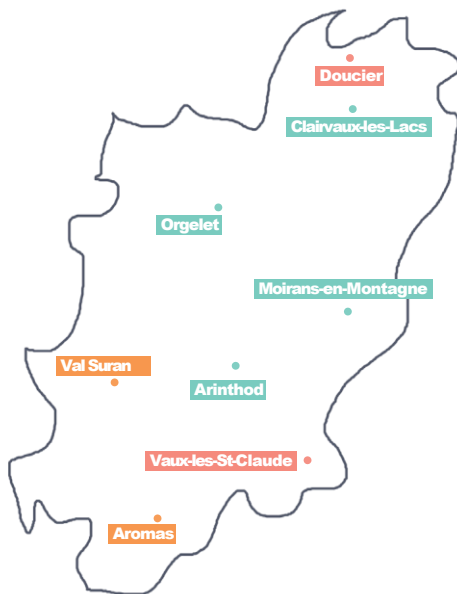 Doucier
Clairvaux-les-Lacs
Orgelet
Moirans-en-Montagne
Val Suran
Arinthod
Vaux-les-St-Claude
Aromas